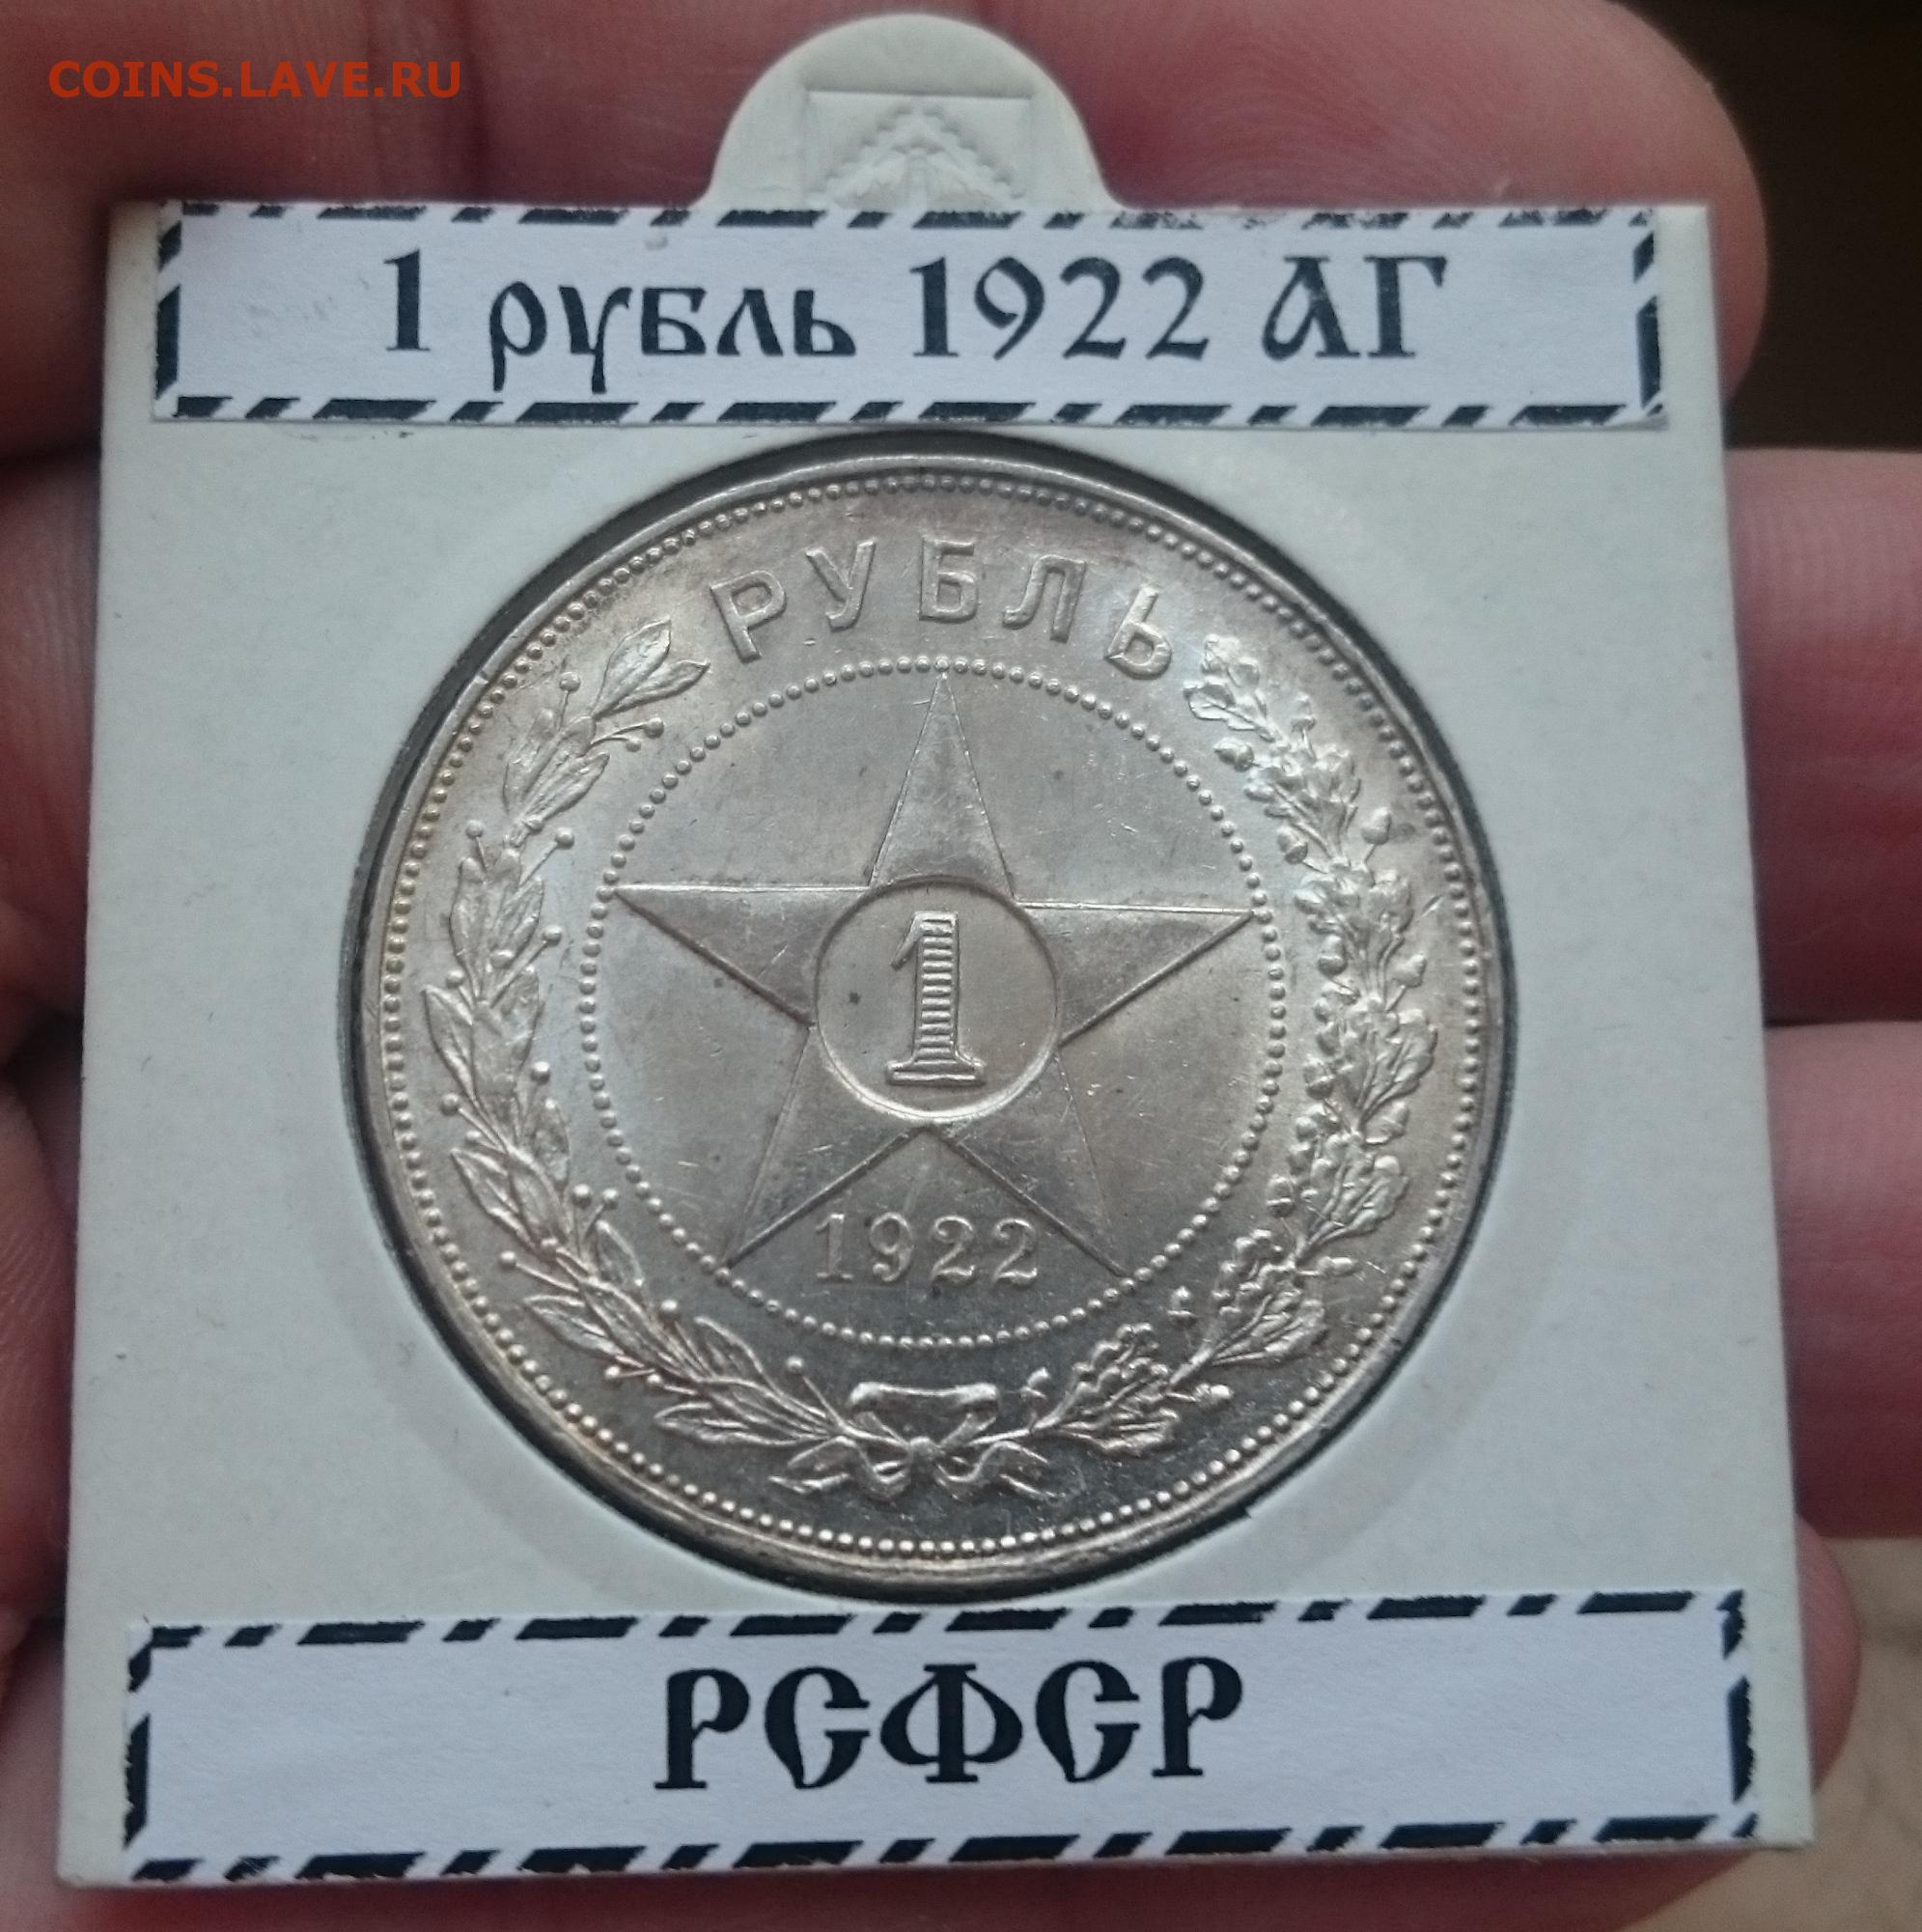 COINS.LAVE.RU
1 рубль 1922 АГ
РУБЛЬ
1
1922
РСФСР